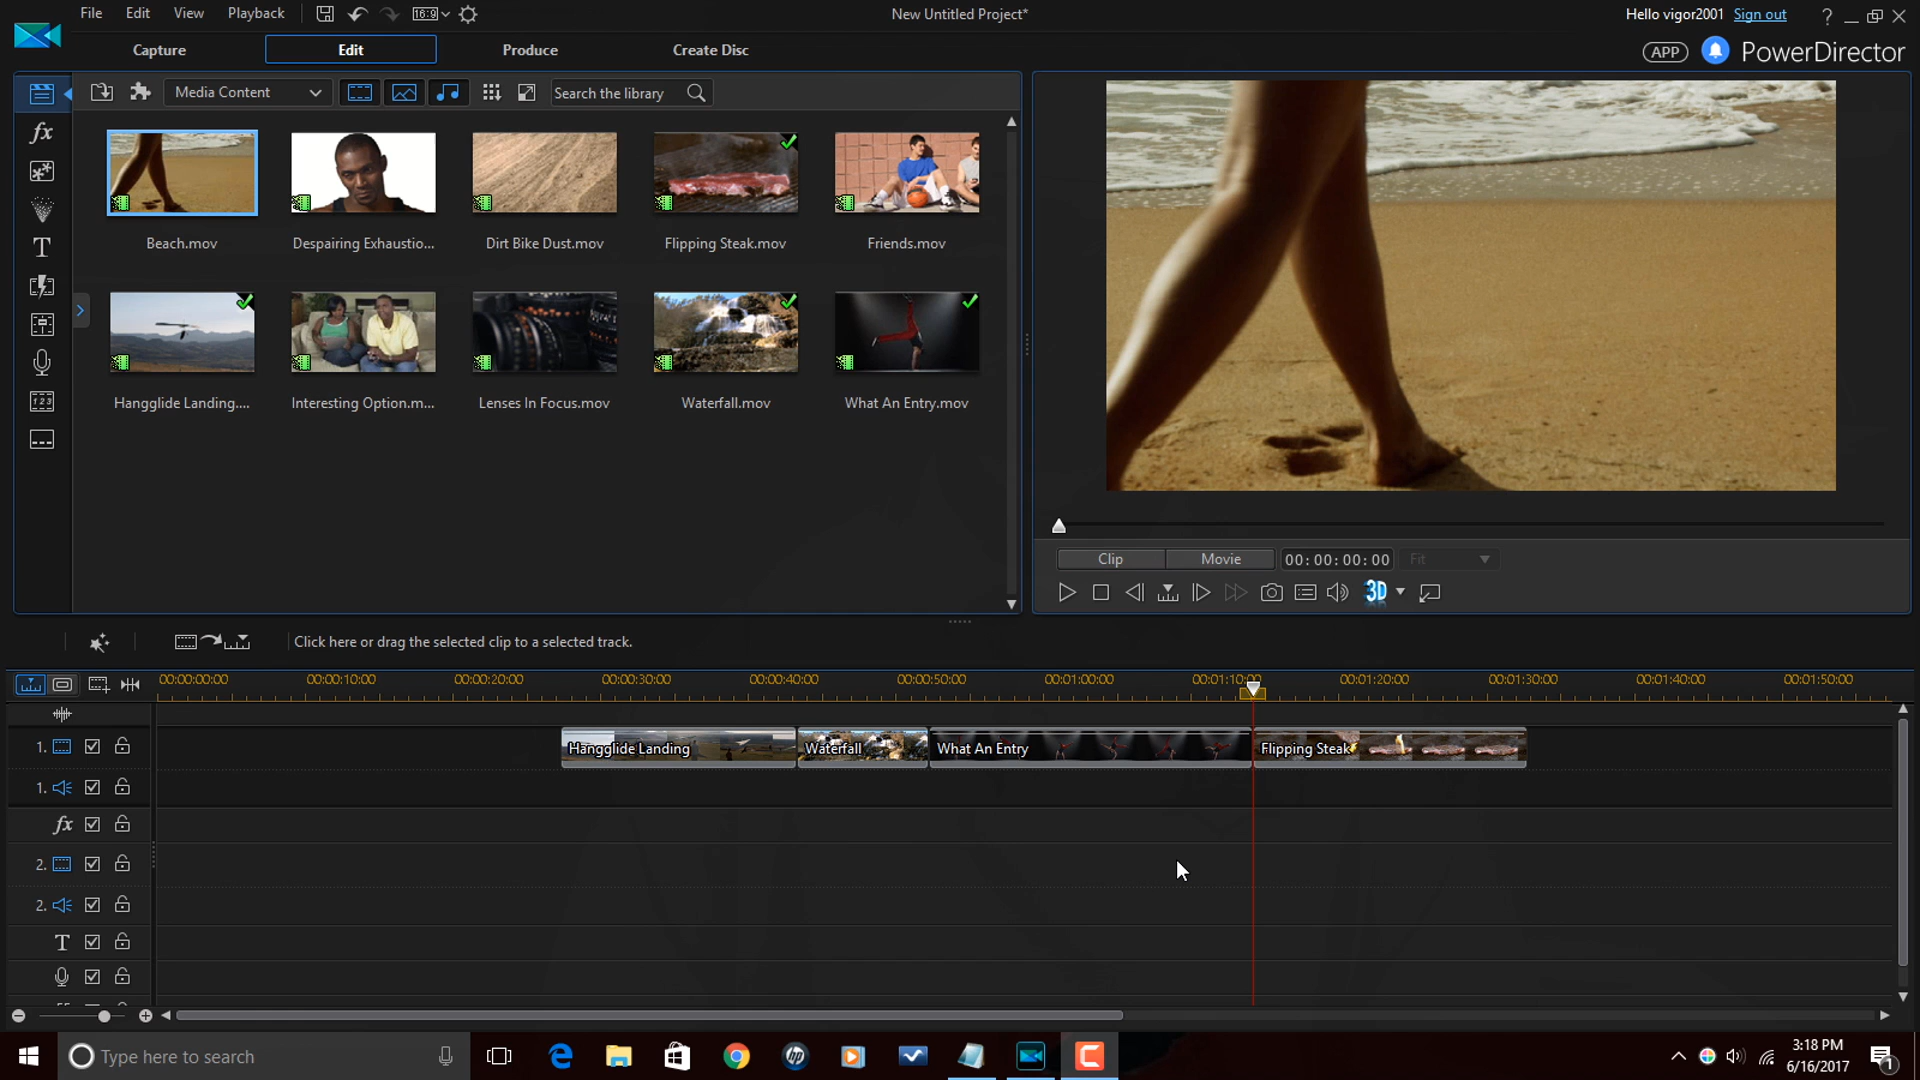 File Edit View Playback 16:9 New Untitled Project* Hello vigor2001 Sign out ?
Capture Edit Produce Create Disc APP PowerDirector
Media Content Search the library
fx
T
Beach.mov Despairing Exhaustio... Dirt Bike Dust.mov Flipping Steak.mov Friends.mov
Hangglide Landing.... Interesting Option.m... Lenses In Focus.mov Waterfall.mov What An Entry.mov
123
Clip Movie 00:00:00:00 Fit
3D
Click here or drag the selected clip to a selected track.
00:00:00:00 00:00:10:00 00:00:20:00 00:00:30:00 00:00:40:00 00:00:50:00 00:01:00:00 00:01:10:00 00:01:20:00 00:01:30:00 00:01:40:00 00:01:50:00
1. Hangglide Landing Waterfall What An Entry Flipping Steak
1.
fx
2.
2.
T
Type here to search hp 3:18 PM
6/16/2017 1